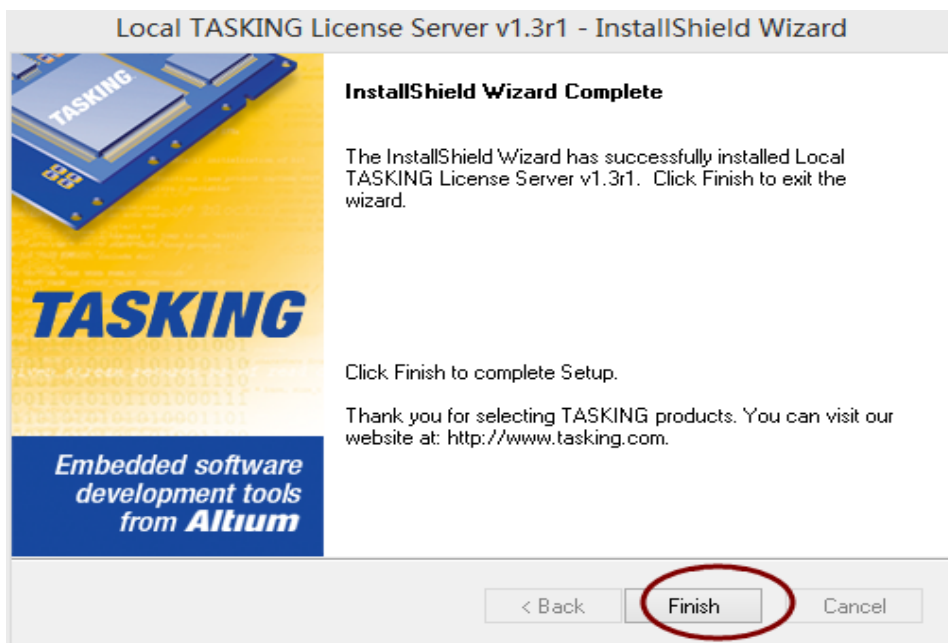 Local TASKING License Server v1.3r1 - InstallShield Wizard
TASKING
InstallShield Wizard Complete
The InstallShield Wizard has successfully installed Local
TASKING License Server v1.3r1. Click Finish to exit the
wizard.
TASKING
Click Finish to complete Setup.
Thank you for selecting TASKING products. You can visit our
website at: http://www.tasking.com.
Embedded software
development tools
from Altium
< Back
Finish
Cancel